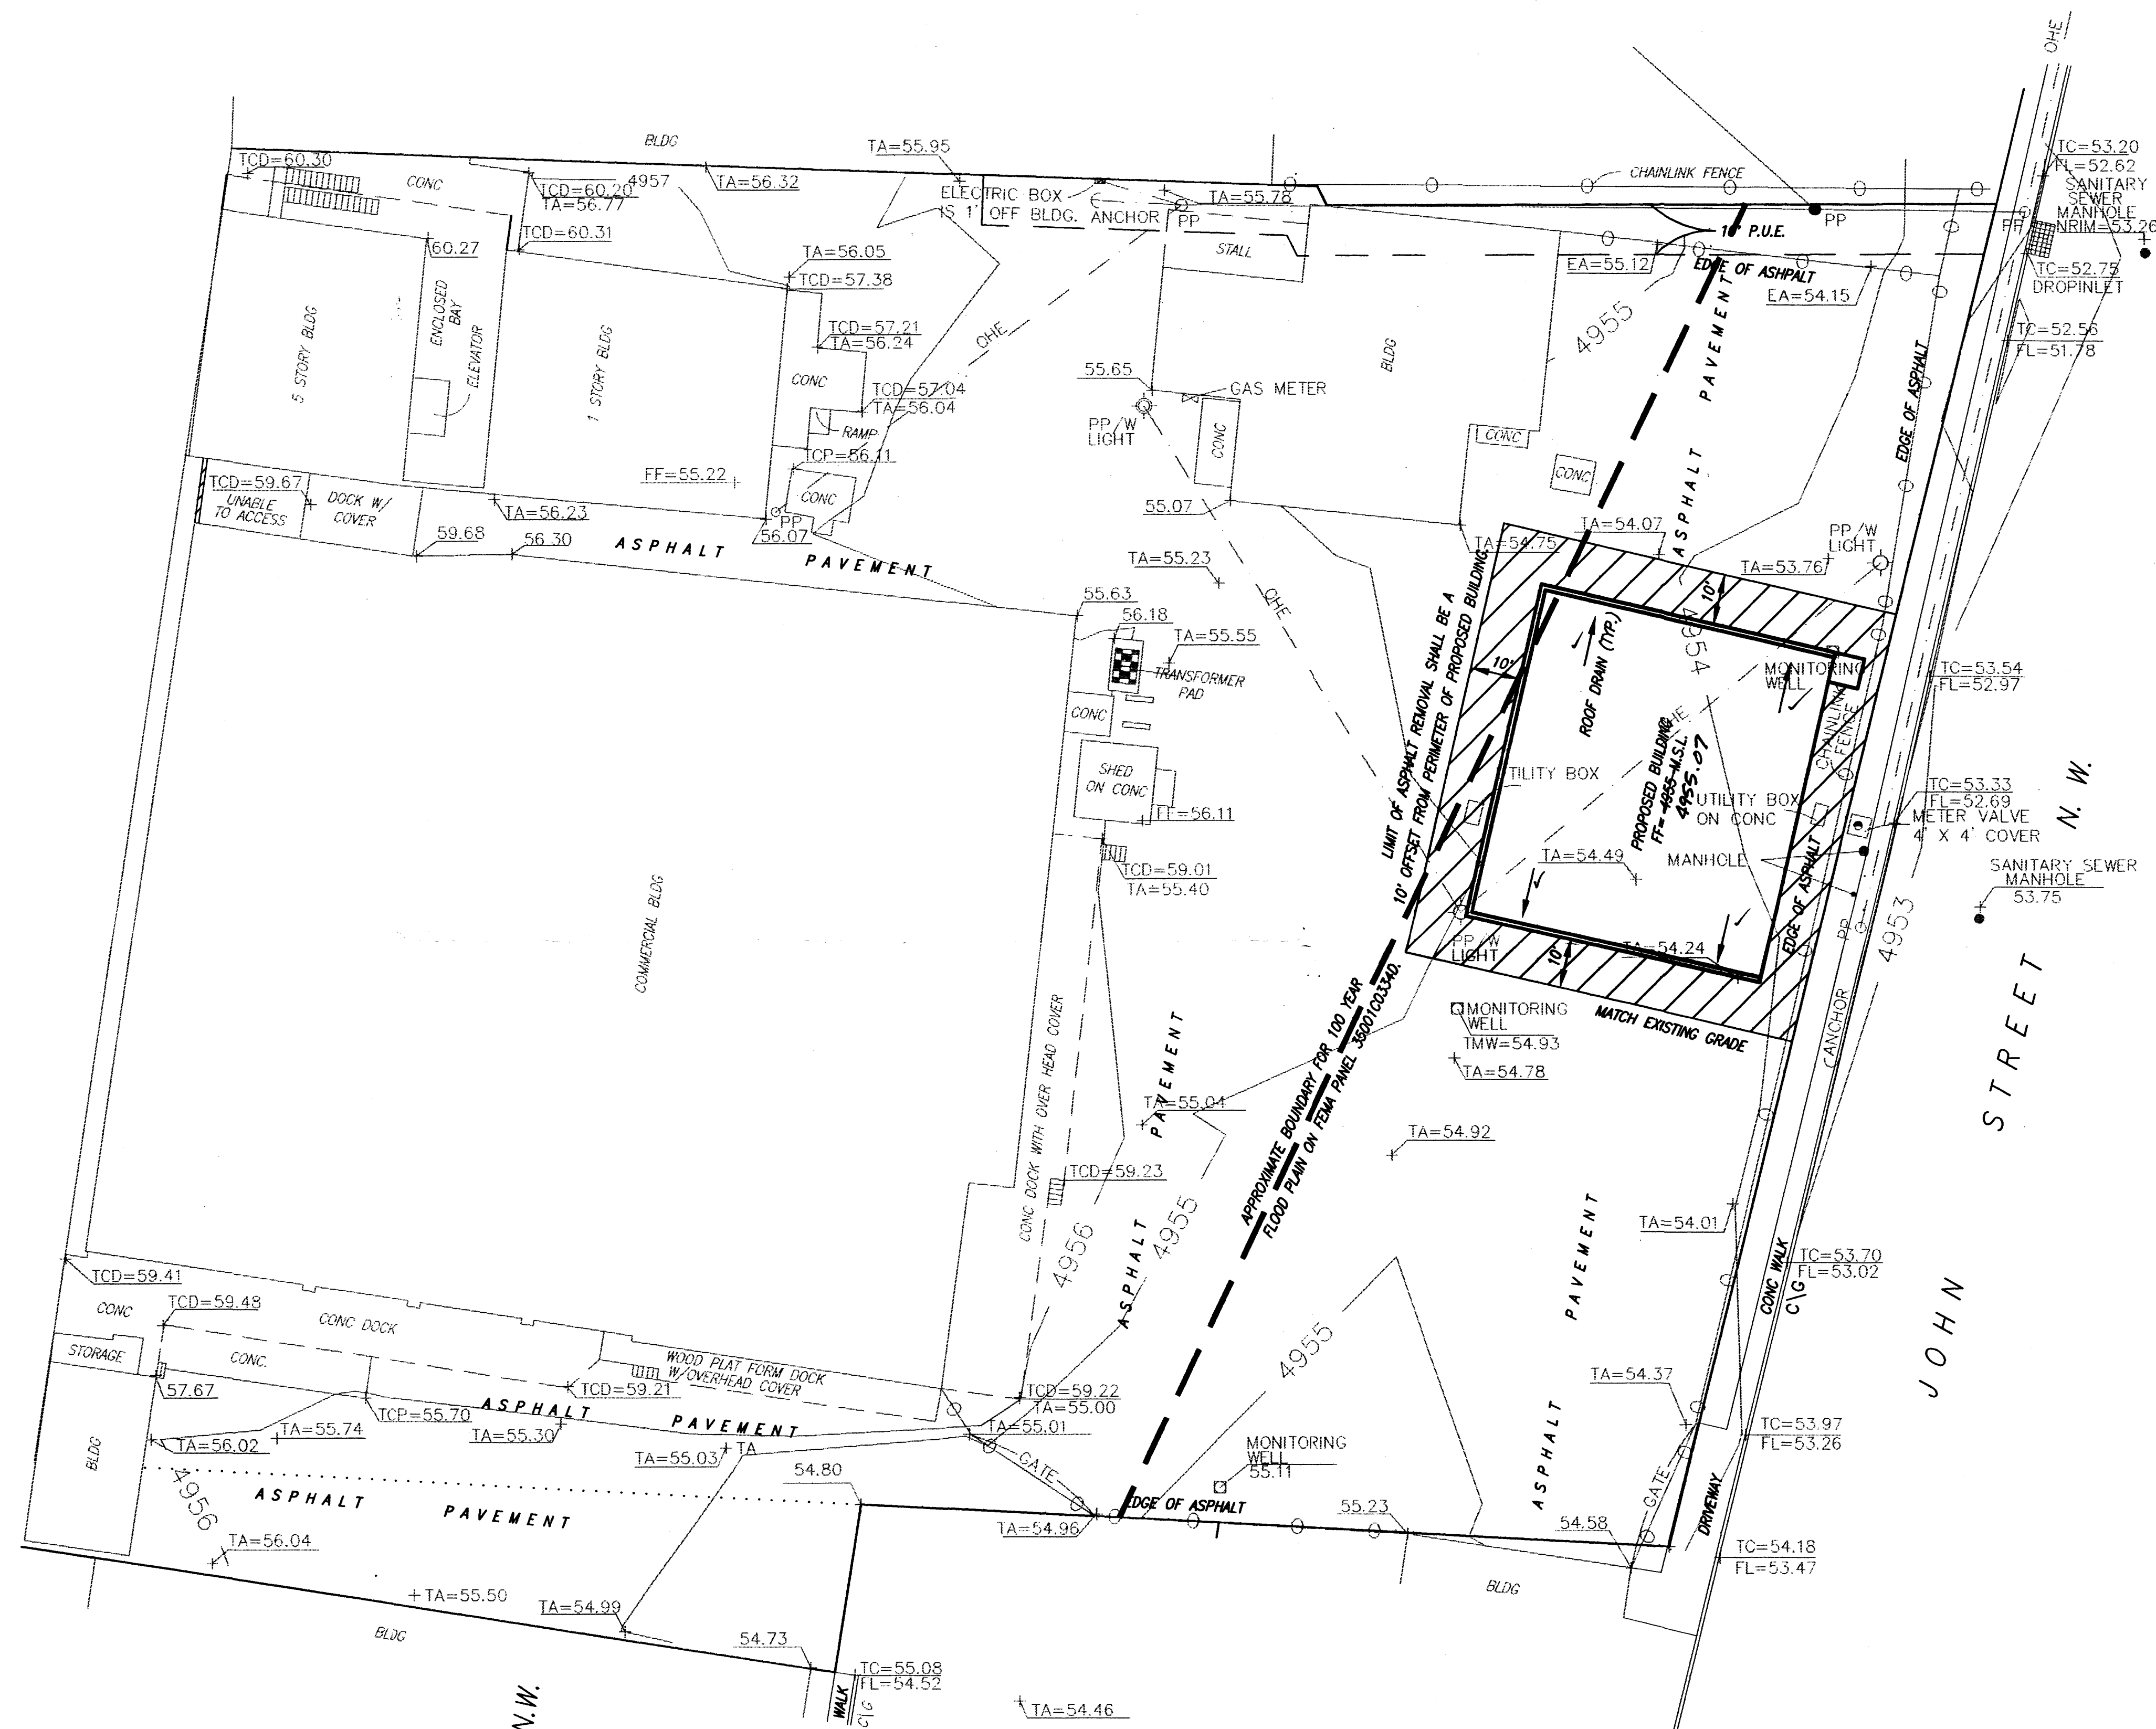 OHE
TC=53.20
FL=52.62
SANITARY
SEWER
MANHOLE
NRIM=53.26
BLDG
TA=55.95
TCD=60.30
CONC
4957
TCD=60.20
TA=56.77
TA=56.32
ELECTRIC BOX
IS 1' OFF BLDG.
ANCHOR
PP
TA=55.78
CHAINLINK FENCE
PP
PP
10' P.U.E.
TCD=60.31
60.27
STALL
EA=55.12
EDGE OF ASHPALT
EA=54.15
TC=52.75
DROPINLET
TA=56.05
TCD=57.38
5 STORY BLDG
ENCLOSED
BAY
ELEVATOR
1 STORY BLDG
TCD=57.21
TA=56.24
OHE
4955
ASPHALT PAVEMENT
EDGE OF ASPHALT
TC=52.56
FL=51.78
CONC
TCD=57.04
TA=56.04
RAMP
55.65
GAS METER
BLDG
PP/W
LIGHT
CONC
CONC
CONC
TCP=56.11
CONC
FF=55.22
TCD=59.67
UNABLE
TO ACCESS
DOCK W/
COVER
TA=56.23
PP
56.07
55.07
59.68
56.30
ASPHALT PAVEMENT
TA=55.23
TA=54.75
TA=54.07
PP/W
LIGHT
TA=53.76
OHE
55.63
56.18
TA=55.55
TRANSFORMER
PAD
LIMIT OF ASPHALT REMOVAL SHALL BE A
10' OFFSET FROM PERIMETER OF PROPOSED BUILDING.
10'
10'
4954
ROOF DRAIN (TYP.)
MONITORING
WELL
CHAINLINK
FENCE
TC=53.54
FL=52.97
CONC
OHE
SHED
ON CONC
FF=56.11
UTILITY BOX
PROPOSED BUILDING
FF= 4955 M.S.L.
4955.07
UTILITY BOX
ON CONC
TC=53.33
FL=52.69
METER VALVE
4' X 4' COVER
TCD=59.01
TA=55.40
TA=54.49
MANHOLE
EDGE OF ASPHALT
SANITARY SEWER
MANHOLE
53.75
COMMERCIAL BLDG
PP/W
LIGHT
TA=54.24
10'
PP
4953
CONC DOCK WITH OVER HEAD COVER
MONITORING
WELL
TMW=54.93
TA=54.78
MATCH EXISTING GRADE
ANCHOR
JOHN STREET N.W.
APPROXIMATE BOUNDARY FOR 100 YEAR
FLOOD PLAIN ON FEMA PANEL 35001C0334D.
TA=55.04
TA=54.92
TCD=59.23
ASPHALT PAVEMENT
4956
4955
TA=54.01
TC=53.70
FL=53.02
CONC WALK
C\G
TCD=59.41
CONC
TCD=59.48
CONC DOCK
STORAGE
CONC.
WOOD PLAT FORM DOCK
W/OVERHEAD COVER
4955
57.67
TCD=59.21
TCD=59.22
TA=55.00
TA=54.37
TCP=55.70
ASPHALT PAVEMENT
TA=55.01
ASPHALT PAVEMENT
TC=53.97
FL=53.26
TA=56.02
TA=55.74
TA=55.30
TA=55.03
TA
MONITORING
WELL
55.11
BLDG
4956
54.80
GATE
GATE
DRIVEWAY
ASPHALT PAVEMENT
EDGE OF ASPHALT
TA=54.96
55.23
54.58
TA=56.04
TC=54.18
FL=53.47
TA=55.50
TA=54.99
BLDG
BLDG
54.73
TC=55.08
FL=54.52
WALK
C\G
TA=54.46
N.W.